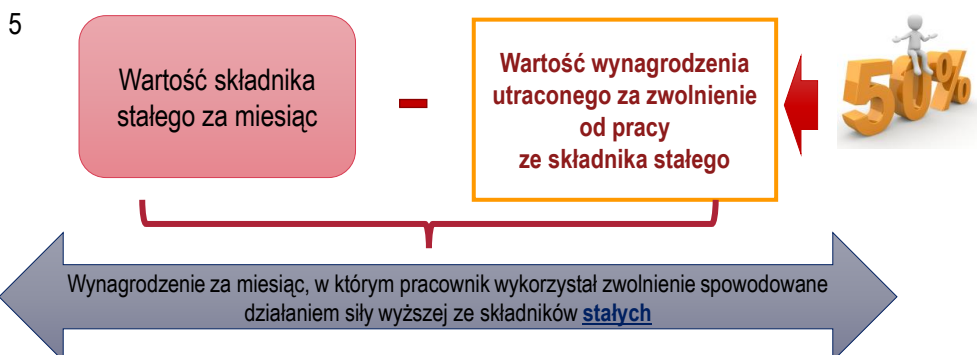 5
Wartość składnika
stałego za miesiąc
Wartość wynagrodzenia
utraconego za zwolnienie
od pracy
ze składnika stałego
50%
Wynagrodzenie za miesiąc, w którym pracownik wykorzystał zwolnienie spowodowane
działaniem siły wyższej ze składników stałych